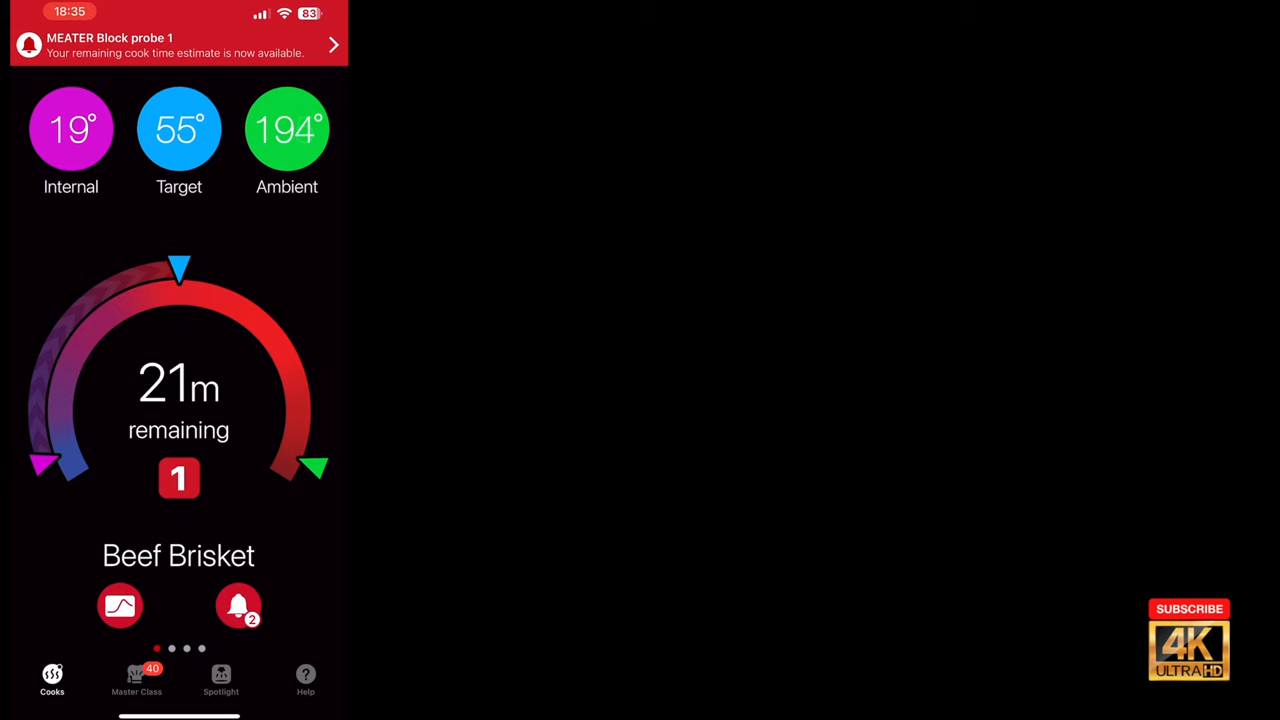 18:35
83
MEATER Block probe 1
Your remaining cook time estimate is now available.
19° 55° 194°
Internal Target Ambient
21m
remaining
1
Beef Brisket
2
40
Cooks Master Class Spotlight Help
SUBSCRIBE
4K
ULTRA HD